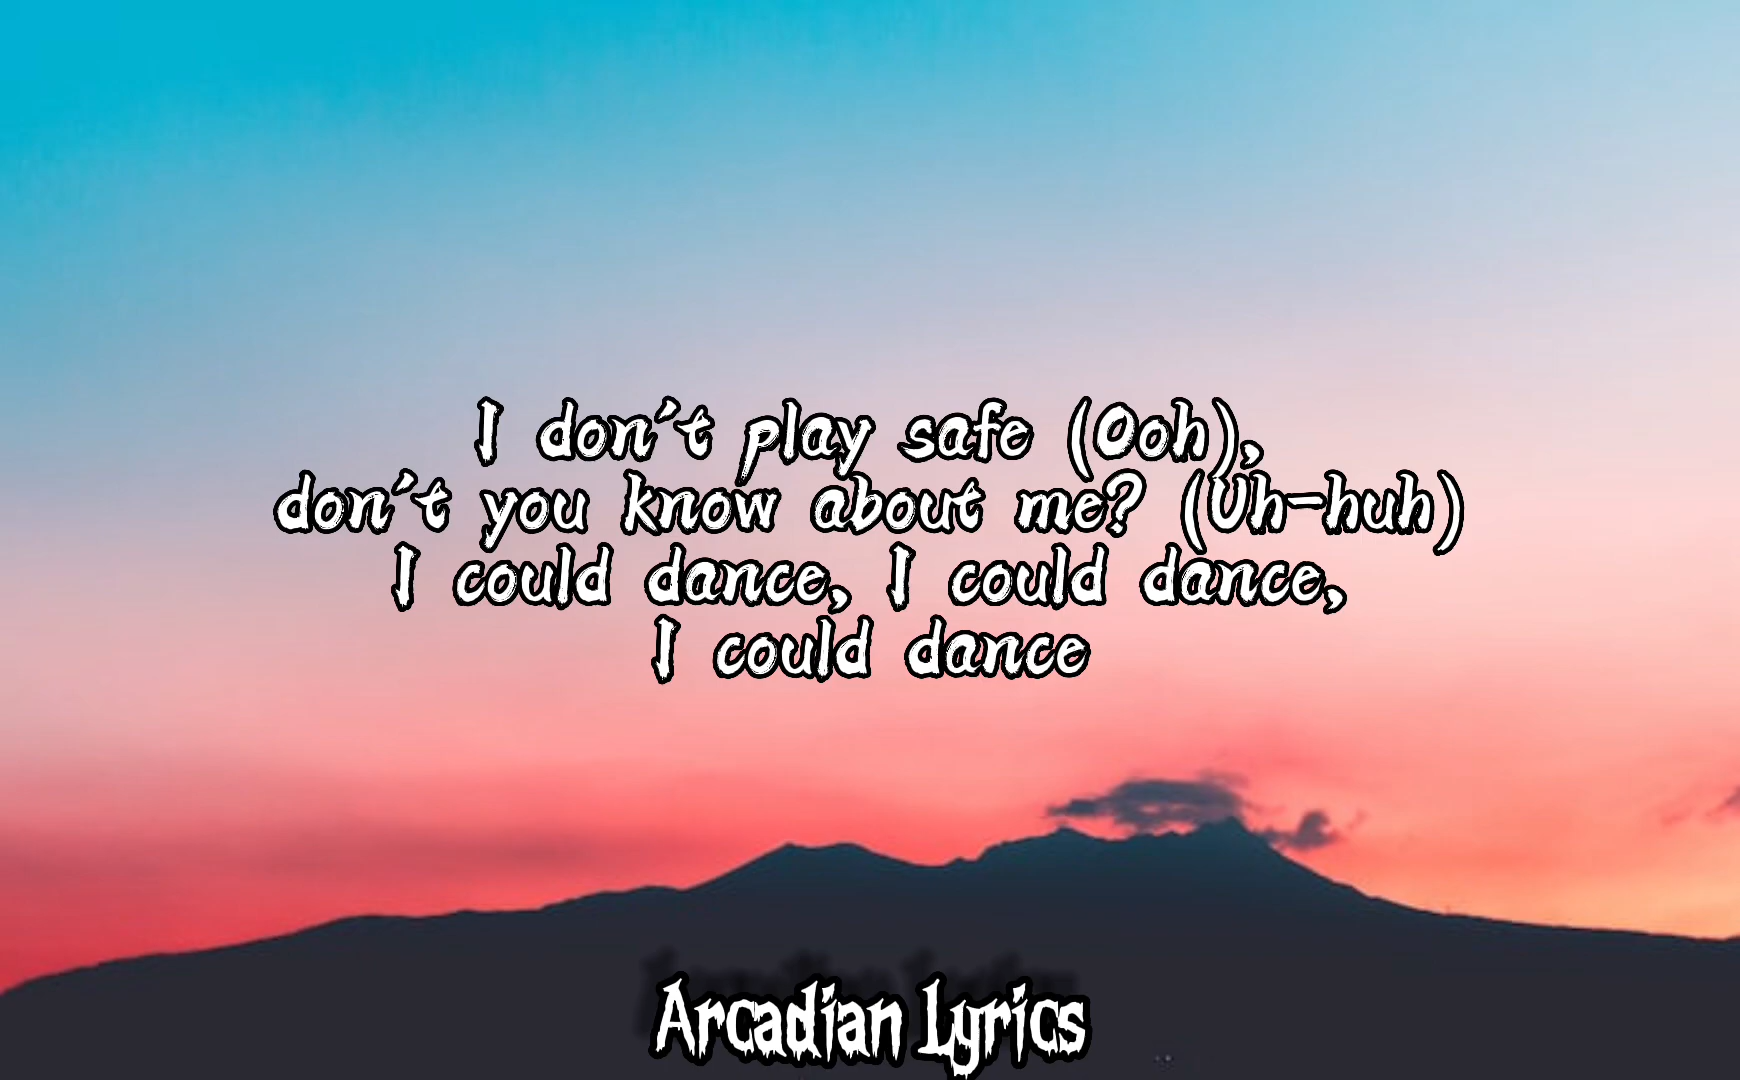 I don't play safe (Ooh),
don't you know about me? (Uh-huh)
I could dance, I could dance,
I could dance
Arcadian Lyrics